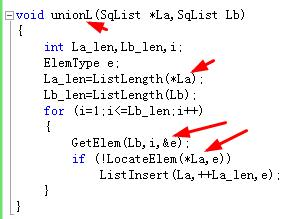 void unionL(SqList *La,SqList Lb)
{
int La_len,Lb_len,i;
ElemType e;
La_len=ListLength(*La);
Lb_len=ListLength(Lb);
for (i=1;i<=Lb_len;i++)
{
GetElem(Lb,i,&e);
if (!LocateElem(*La,e))
ListInsert(La,++La_len,e);
}
}